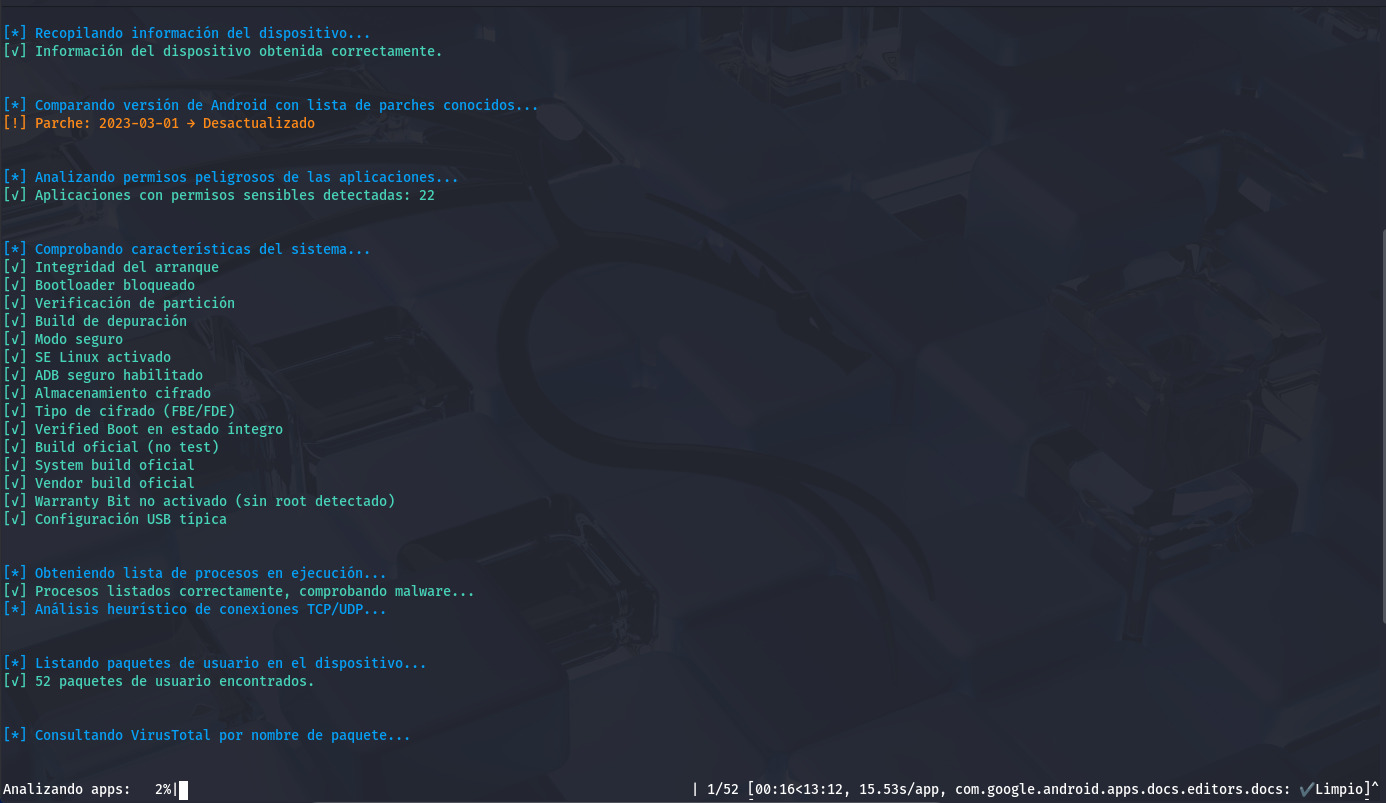 [*] Recopilando información del dispositivo...
[√] Información del dispositivo obtenida correctamente.
[*] Comparando versión de Android con lista de parches conocidos...
[!] Parche: 2023-03-01 → Desactualizado
[*] Analizando permisos peligrosos de las aplicaciones...
[√] Aplicaciones con permisos sensibles detectadas: 22
[*] Comprobando características del sistema...
[√] Integridad del arranque
[√] Bootloader bloqueado
[√] Verificación de partición
[√] Build de depuración
[√] Modo seguro
[√] SE Linux activado
[√] ADB seguro habilitado
[√] Almacenamiento cifrado
[√] Tipo de cifrado (FBE/FDE)
[√] Verified Boot en estado íntegro
[√] Build oficial (no test)
[√] System build oficial
[√] Vendor build oficial
[√] Warranty Bit no activado (sin root detectado)
[√] Configuración USB típica
[*] Obteniendo lista de procesos en ejecución...
[√] Procesos listados correctamente, comprobando malware...
[*] Análisis heurístico de conexiones TCP/UDP...
[*] Listando paquetes de usuario en el dispositivo...
[√] 52 paquetes de usuario encontrados.
[*] Consultando VirusTotal por nombre de paquete...
Analizando apps:   2%|█ | 1/52 [00:16<13:12, 15.53s/app, com.google.android.apps.docs.editors.docs: ✔Limpio]^